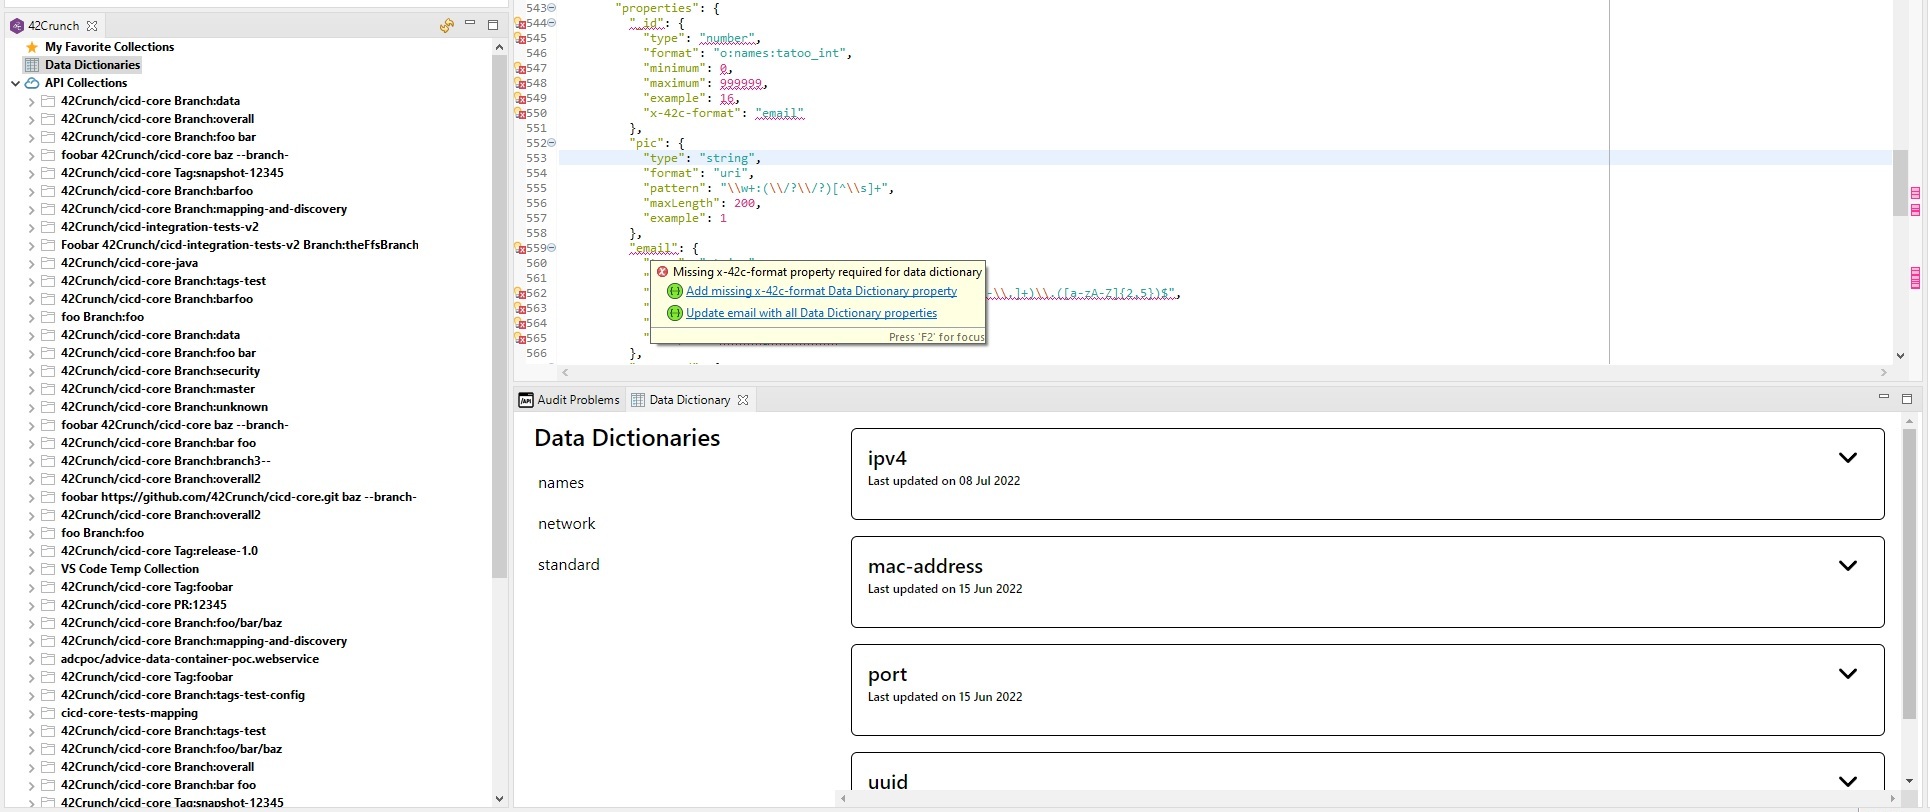 42Crunch
My Favorite Collections
Data Dictionaries
API Collections
42Crunch/cicd-core Branch:data
42Crunch/cicd-core Branch:overall
42Crunch/cicd-core Branch:foo bar
foobar 42Crunch/cicd-core baz --branch-
42Crunch/cicd-core Tag:snapshot-12345
42Crunch/cicd-core Branch:barfoo
42Crunch/cicd-core Branch:mapping-and-discovery
42Crunch/cicd-integration-tests-v2
Foobar 42Crunch/cicd-integration-tests-v2 Branch:theFfsBranch
42Crunch/cicd-core-java
42Crunch/cicd-core Branch:tags-test
42Crunch/cicd-core Branch:barfoo
foo Branch:foo
42Crunch/cicd-core Branch:data
42Crunch/cicd-core Branch:foo bar
42Crunch/cicd-core Branch:security
42Crunch/cicd-core Branch:master
42Crunch/cicd-core Branch:unknown
foobar 42Crunch/cicd-core baz --branch-
42Crunch/cicd-core Branch:bar foo
42Crunch/cicd-core Branch:branch3--
42Crunch/cicd-core Branch:overall2
foobar https://github.com/42Crunch/cicd-core.git baz --branch-
42Crunch/cicd-core Branch:overall2
foo Branch:foo
42Crunch/cicd-core Tag:release-1.0
VS Code Temp Collection
42Crunch/cicd-core Tag:foobar
42Crunch/cicd-core PR:12345
42Crunch/cicd-core Branch:foo/bar/baz
42Crunch/cicd-core Branch:mapping-and-discovery
adcpoc/advice-data-container-poc.webservice
42Crunch/cicd-core Tag:foobar
42Crunch/cicd-core Branch:tags-test-config
cicd-core-tests-mapping
42Crunch/cicd-core Branch:tags-test
42Crunch/cicd-core Branch:foo/bar/baz
42Crunch/cicd-core Branch:overall
42Crunch/cicd-core Branch:bar foo
42Crunch/cicd-core Tag:snapshot-12345
543 "properties": {
544 "_id": {
545 "type": "number",
546 "format": "o:names:tatoo_int",
547 "minimum": 0,
548 "maximum": 999999,
549 "example": 16,
550 "x-42c-format": "email"
551 },
552 "pic": {
553 "type": "string",
554 "format": "uri",
555 "pattern": "\\w+:(\\/?\\/?)[^\\s]+",
556 "maxLength": 200,
557 "example": 1
558 },
559 "email": {
560
561
562 -\\.]+)\\.([a-zA-Z]{2,5})$",
563
564
565
566 },
Missing x-42c-format property required for data dictionary
Add missing x-42c-format Data Dictionary property
Update email with all Data Dictionary properties
Press 'F2' for focus
Audit Problems
Data Dictionary
Data Dictionaries
names
network
standard
ipv4
Last updated on 08 Jul 2022
mac-address
Last updated on 15 Jun 2022
port
Last updated on 15 Jun 2022
uuid